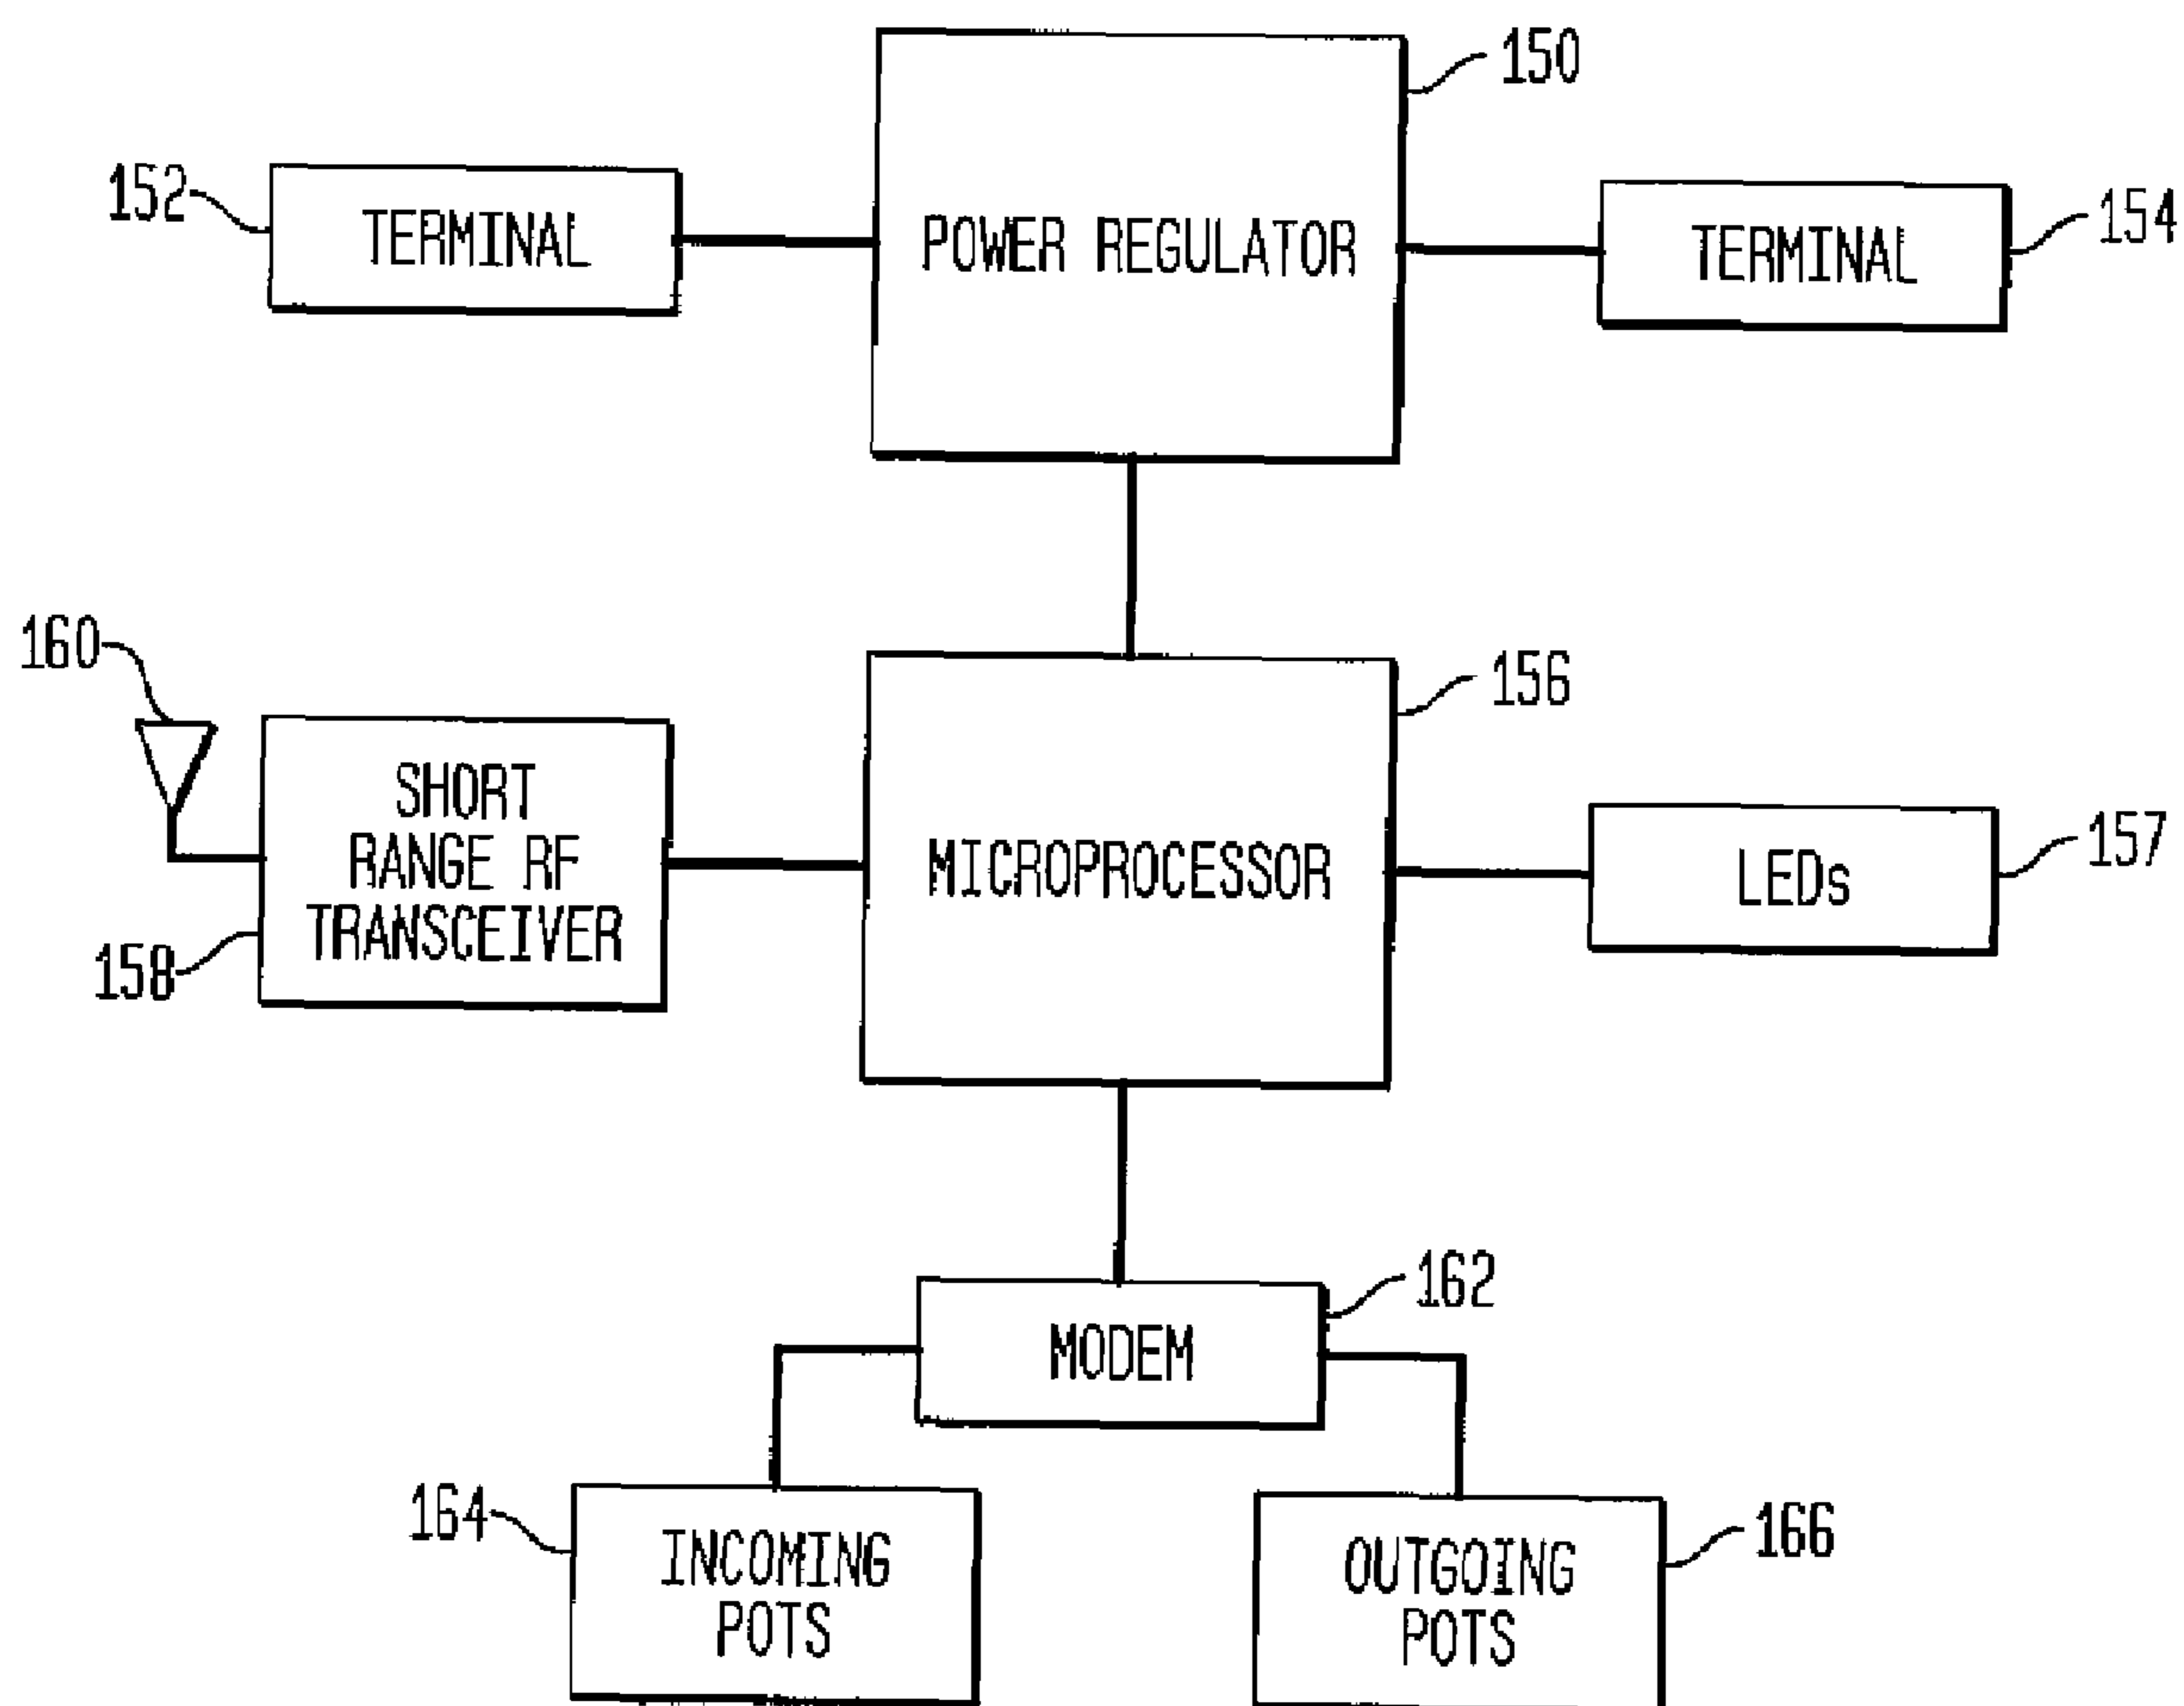 150
152
TERMINAL
POWER REGULATOR
TERMINAL
154
160
156
SHORT
RANGE RF
TRANSCEIVER
MICROPROCESSOR
LEDs
157
158
162
MODEM
164
INCOMING
POTS
OUTGOING
POTS
166